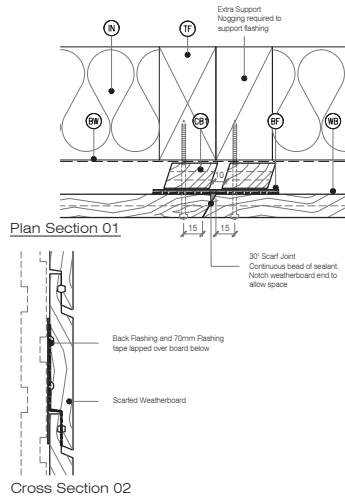 Extra Support
Nogging required to
support flashing
IN
TF
BW
CB1
BF
WB
10
15
15
Plan Section 01
30° Scarf Joint
Continuous bead of sealant.
Notch weatherboard end to
allow space
Back Flashing and 70mm Flashing
tape lapped over board below
Scarfed Weatherboard
Cross Section 02